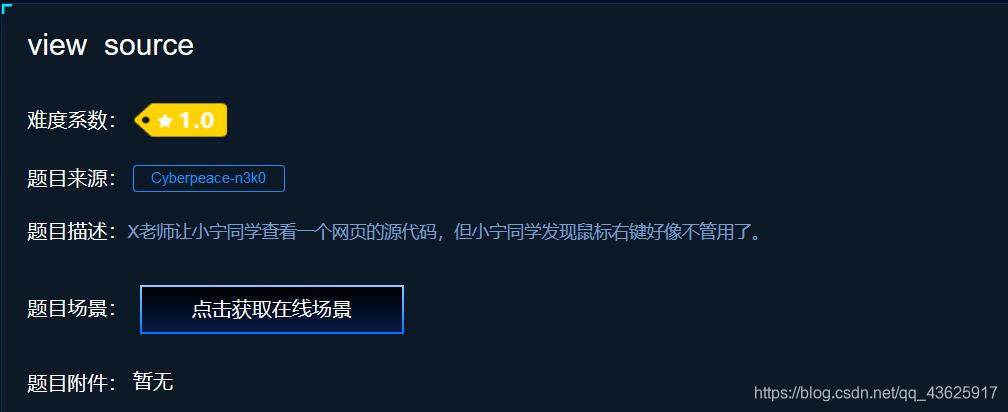 view source
难度系数： ★ 1.0
题目来源： Cyberpeace-n3k0
题目描述：X老师让小宁同学查看一个网页的源代码，但小宁同学发现鼠标右键好像不管用了。
题目场景： 点击获取在线场景
题目附件： 暂无
https://blog.csdn.net/qq_43625917